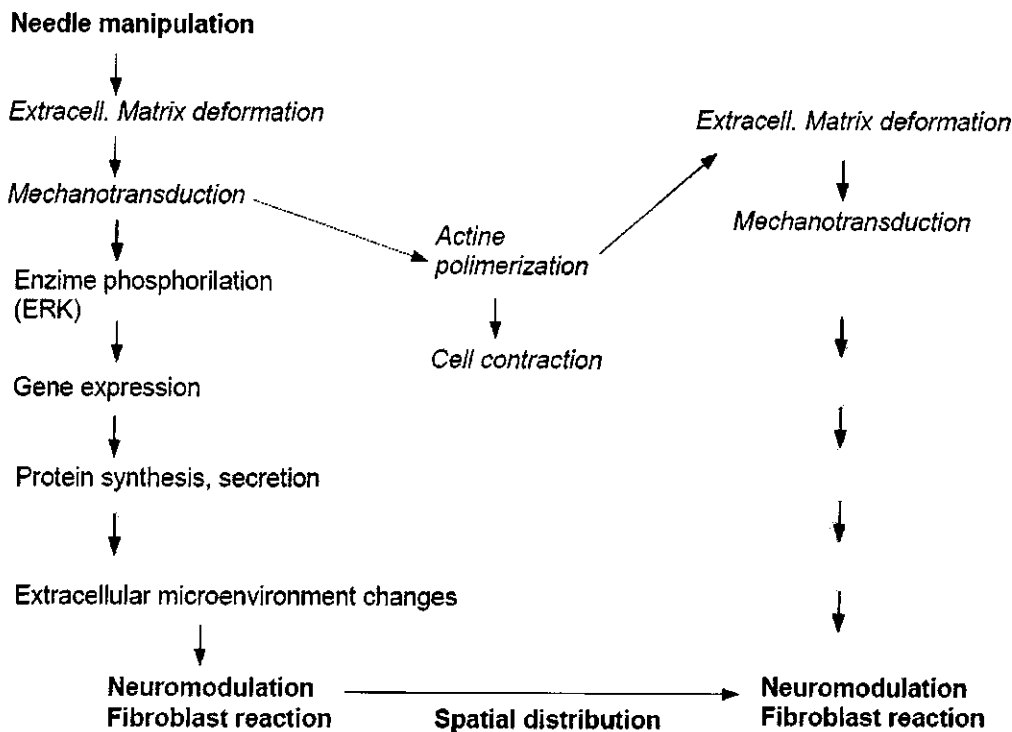 Needle manipulation
Extracell. Matrix deformation
Mechanotransduction
Enzime phosphorilation
(ERK)
Gene expression
Protein synthesis, secretion
Extracellular microenvironment changes
Neuromodulation
Fibroblast reaction
Actine
polimerization
Cell contraction
Spatial distribution
Extracell. Matrix deformation
Mechanotransduction
Neuromodulation
Fibroblast reaction